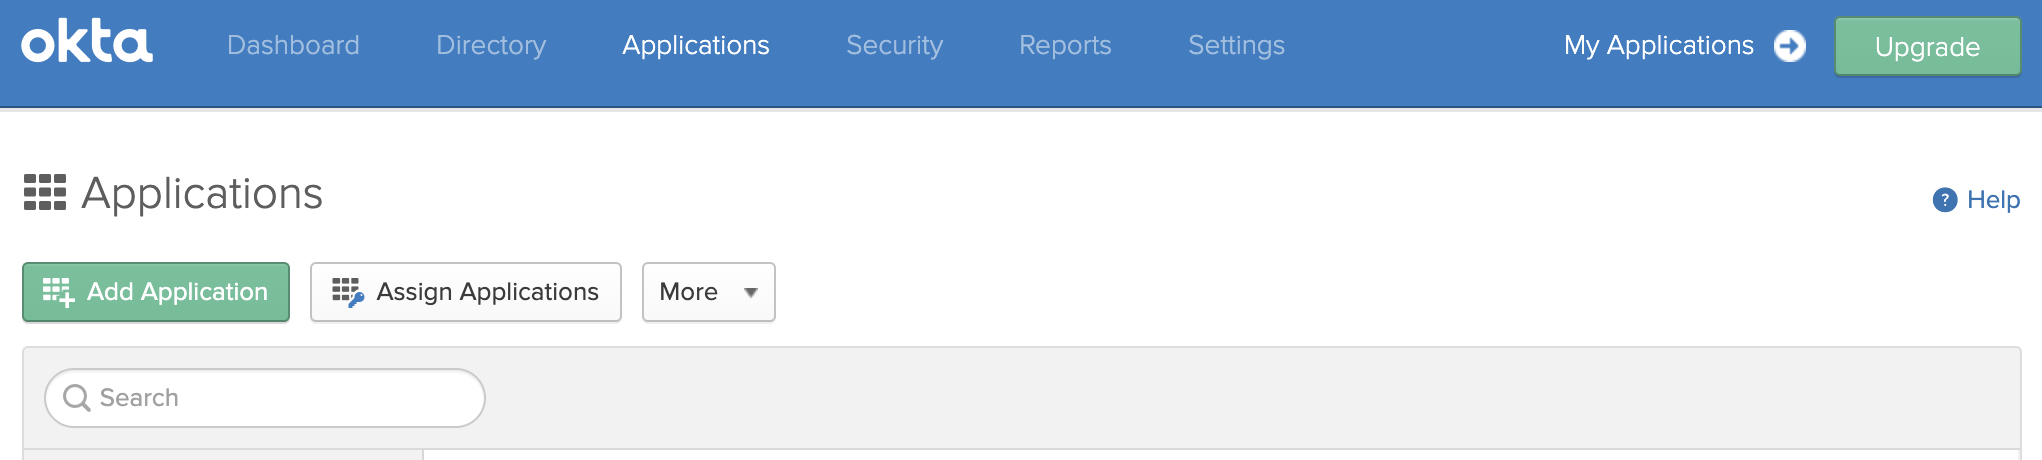 okta Dashboard Directory Applications Security Reports Settings My Applications Upgrade
Applications
? Help
Add Application Assign Applications More
Search